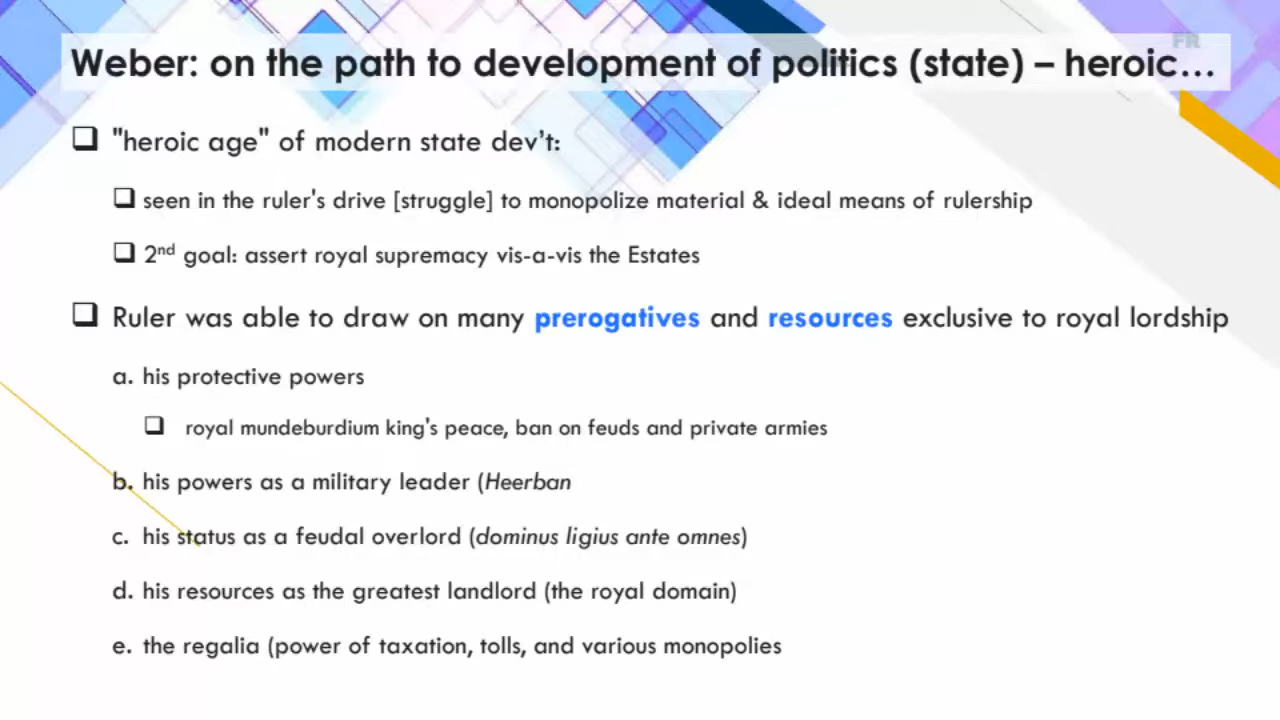 FR
Weber: on the path to development of politics (state) – heroic…
❑ "heroic age" of modern state dev’t:
❑ seen in the ruler's drive [struggle] to monopolize material & ideal means of rulership
❑ 2nd goal: assert royal supremacy vis-a-vis the Estates
❑ Ruler was able to draw on many prerogatives and resources exclusive to royal lordship
a. his protective powers
❑ royal mundeburdium king's peace, ban on feuds and private armies
b. his powers as a military leader (Heerban
c. his status as a feudal overlord (dominus ligius ante omnes)
d. his resources as the greatest landlord (the royal domain)
e. the regalia (power of taxation, tolls, and various monopolies